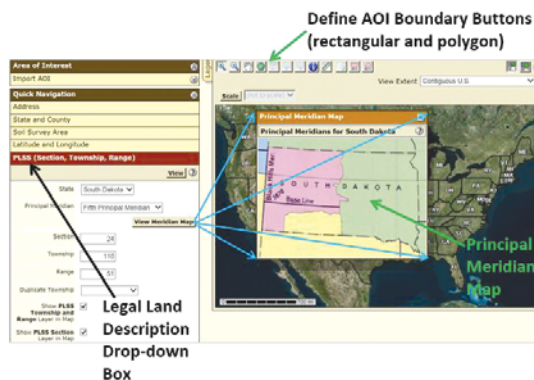 Define AOI Boundary Buttons
(rectangular and polygon)
Area of Interest
Import AOI
Quick Navigation
Address
State and County
Soil Survey Area
Latitude and Longitude
PLSS (Section, Township, Range)
View
State
South Dakota
Principal Meridian
Fifth Principal Meridian
View Meridian Map
Section
24
Township
110
Range
51
Duplicate Township
Show PLSS
Township and
Range Layer in Map
Show PLSS Section
Layer in Map
Legal Land
Description
Drop-down
Box
View Extent
Contiguous U.S.
Scale
Principal Meridian Map
Principal Meridians for South Dakota
SOUTH DAKOTA
Base Line
Principal
Meridian
Map